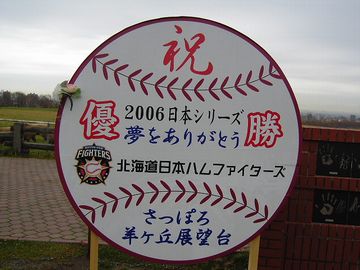 祝
優勝
2006日本シリーズ
夢をありがとう
FIGHTERS
北海道日本ハムファイターズ
さっぽろ
羊ヶ丘展望台